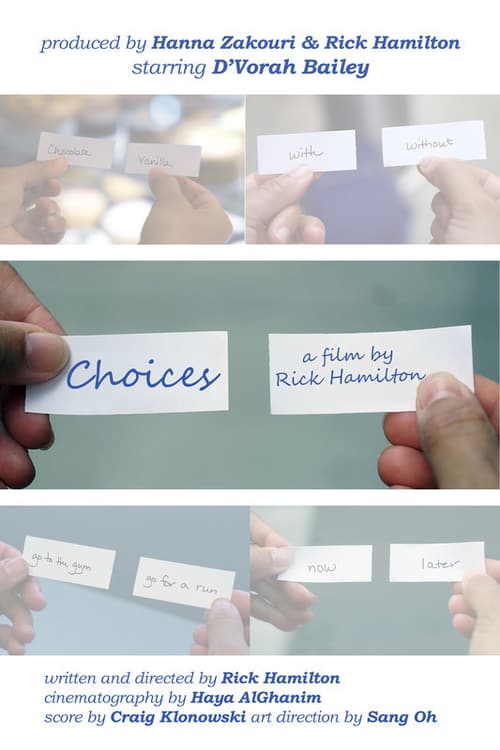 produced by Hanna Zakouri & Rick Hamilton
starring D'Vorah Bailey
Chocolate
Vanilla
with
without
Choices
a film by
Rick Hamilton
go to the gym
go for a run
now
later
written and directed by Rick Hamilton
cinematography by Haya AlGhanim
score by Craig Klonowski art direction by Sang Oh